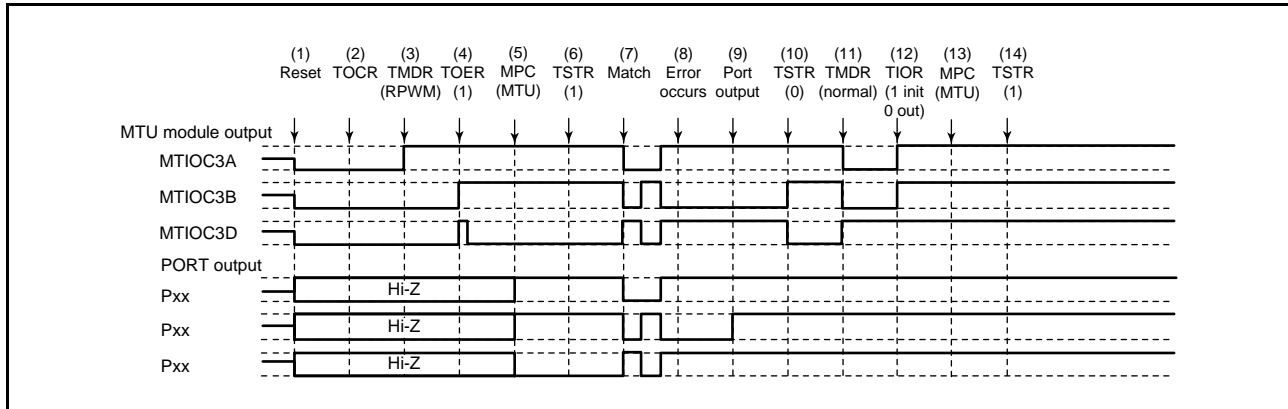 (1) (2) (3) (4) (5) (6) (7) (8) (9) (10) (11) (12) (13) (14)
Reset TOCR TMDR TOER MPC TSTR Match Error Port TSTR TMDR TIOR MPC TSTR
(RPWM) (1) (MTU) (1) occurs output (0) (normal) (1 init (MTU) (1)
0 out)
MTU module output
MTIOC3A
MTIOC3B
MTIOC3D
PORT output
Pxx Hi-Z
Pxx Hi-Z
Pxx Hi-Z